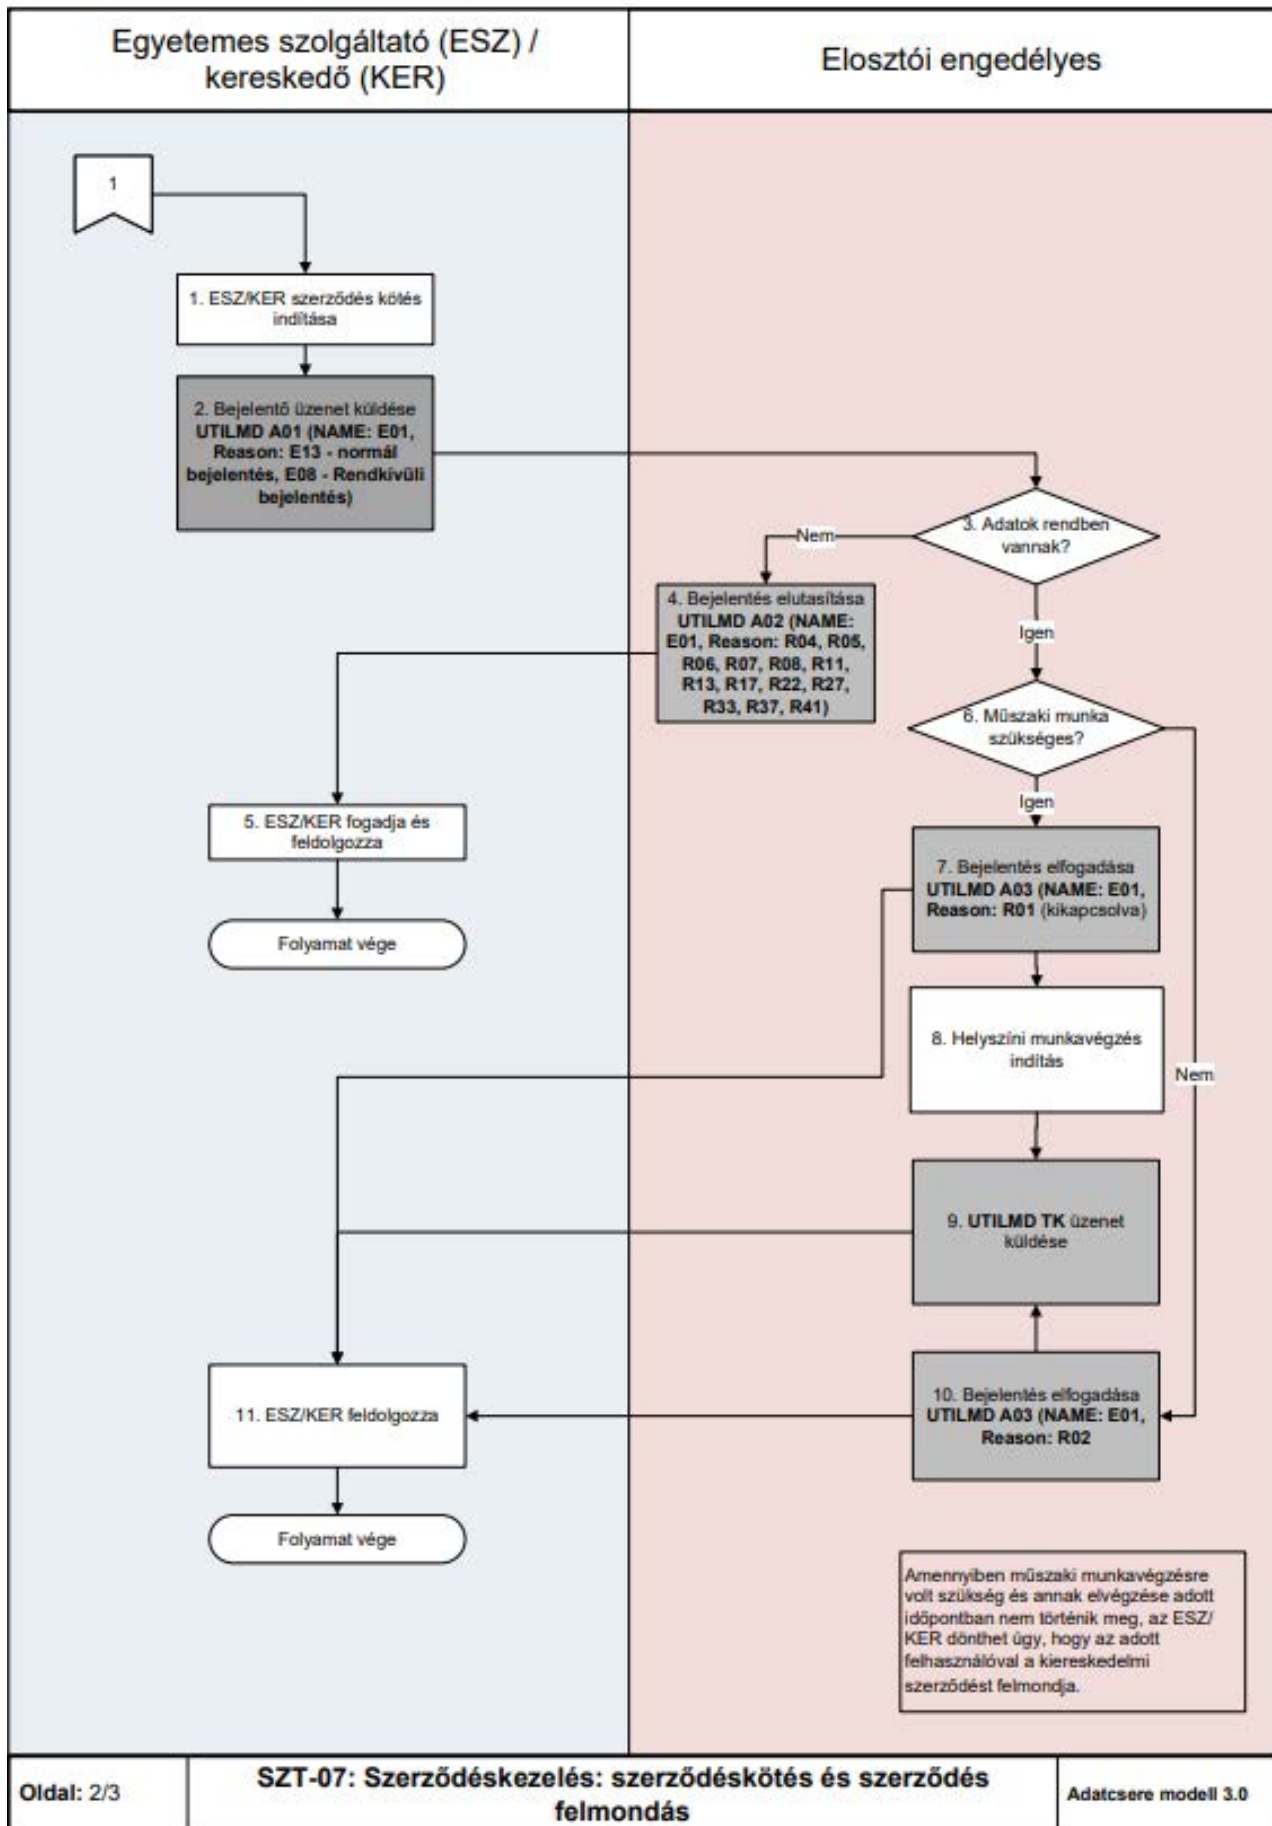 Egyetemes szolgáltató (ESZ) /
kereskedő (KER)
Elosztói engedélyes
1
1. ESZ/KER szerződés kötés
indítása
2. Bejelentő üzenet küldése
UTILMD A01 (NAME: E01,
Reason: E13 - normál
bejelentés, E08 - Rendkívüli
bejelentés)
3. Adatok rendben
vannak?
Nem
4. Bejelentés elutasítása
UTILMD A02 (NAME:
E01, Reason: R04, R05,
R06, R07, R08, R11,
R13, R17, R22, R27,
R33, R37, R41)
Igen
6. Műszaki munka
szükséges?
Igen
5. ESZ/KER fogadja és
feldolgozza
7. Bejelentés elfogadása
UTILMD A03 (NAME: E01,
Reason: R01 (kikapcsolva)
Folyamat vége
8. Helyszíni munkavégzés
indítás
Nem
9. UTILMD TK üzenet
küldése
11. ESZ/KER feldolgozza
10. Bejelentés elfogadása
UTILMD A03 (NAME: E01,
Reason: R02
Folyamat vége
Amennyiben műszaki munkavégzésre
volt szükség és annak elvégzése adott
időpontban nem történik meg, az ESZ/
KER dönthet úgy, hogy az adott
felhasználóval a kiereskedelmi
szerződést felmondja.
Oldal: 2/3
SZT-07: Szerződéskezelés: szerződéskötés és szerződés
felmondás
Adatcsere modell 3.0